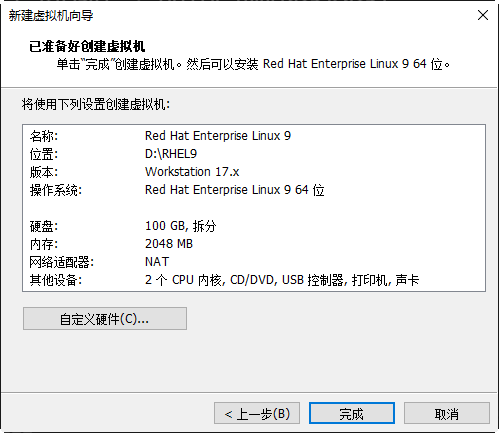 新建虚拟机向导
已准备好创建虚拟机
单击“完成”创建虚拟机。然后可以安装 Red Hat Enterprise Linux 9 64 位。
将使用下列设置创建虚拟机:
名称: Red Hat Enterprise Linux 9
位置: D:\RHEL9
版本: Workstation 17.x
操作系统: Red Hat Enterprise Linux 9 64 位
硬盘: 100 GB, 拆分
内存: 2048 MB
网络适配器: NAT
其他设备: 2 个 CPU 内核, CD/DVD, USB 控制器, 打印机, 声卡
自定义硬件(C)...
< 上一步(B) 完成 取消